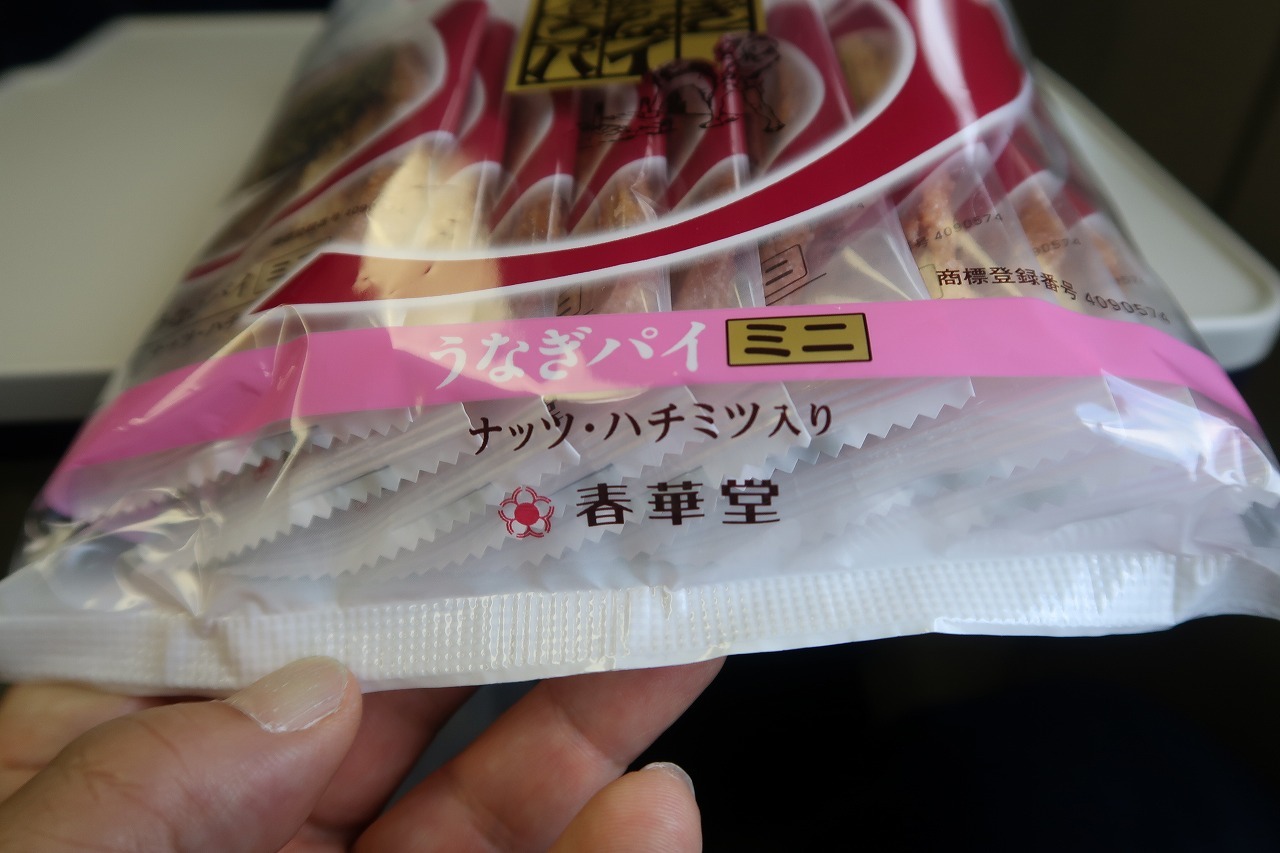 商標登録番号 4090574
うなぎパイ ミニ
ナッツ・ハチミツ入り
春華堂